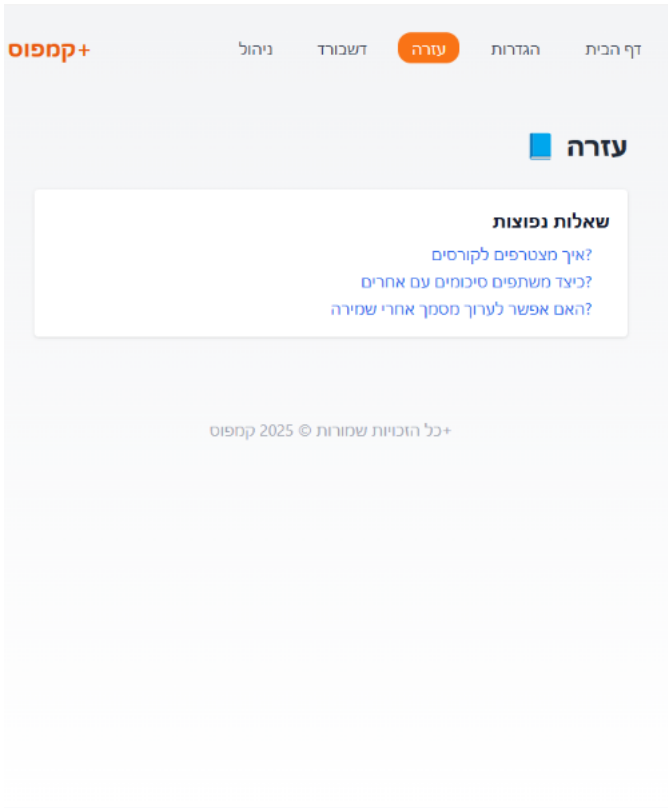 דף הבית הגדרות עזרה דשבורד ניהול +קמפוס
עזרה 📘
שאלות נפוצות
?איך מצטרפים לקורסים
?כיצד משתפים סיכומים עם אחרים
?האם אפשר לערוך מסמך אחרי שמירה
+כל הזכויות שמורות © 2025 קמפוס